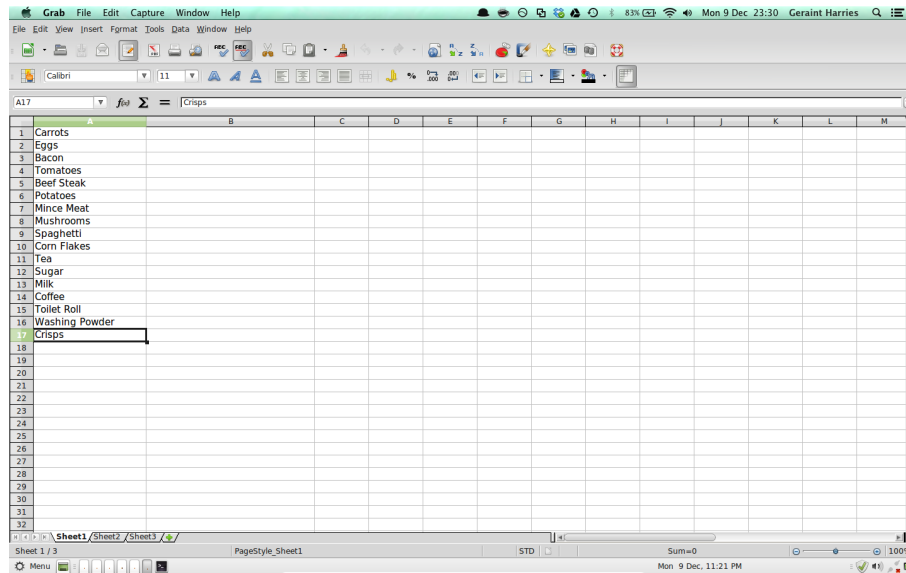 Grab File Edit Capture Window Help 83% Mon 9 Dec 23:30 Geraint Harries
File Edit View Insert Format Tools Data Window Help
Calibri 11 % .000
A17 f(x) Σ = Crisps
A B C D E F G H I J K L M
1 Carrots
2 Eggs
3 Bacon
4 Tomatoes
5 Beef Steak
6 Potatoes
7 Mince Meat
8 Mushrooms
9 Spaghetti
10 Corn Flakes
11 Tea
12 Sugar
13 Milk
14 Coffee
15 Toilet Roll
16 Washing Powder
17 Crisps
18
19
20
21
22
23
24
25
26
27
28
29
30
31
32
Sheet1 Sheet2 Sheet3
Sheet 1 / 3 PageStyle_Sheet1 STD Sum=0 100%
Menu Mon 9 Dec, 11:21 PM